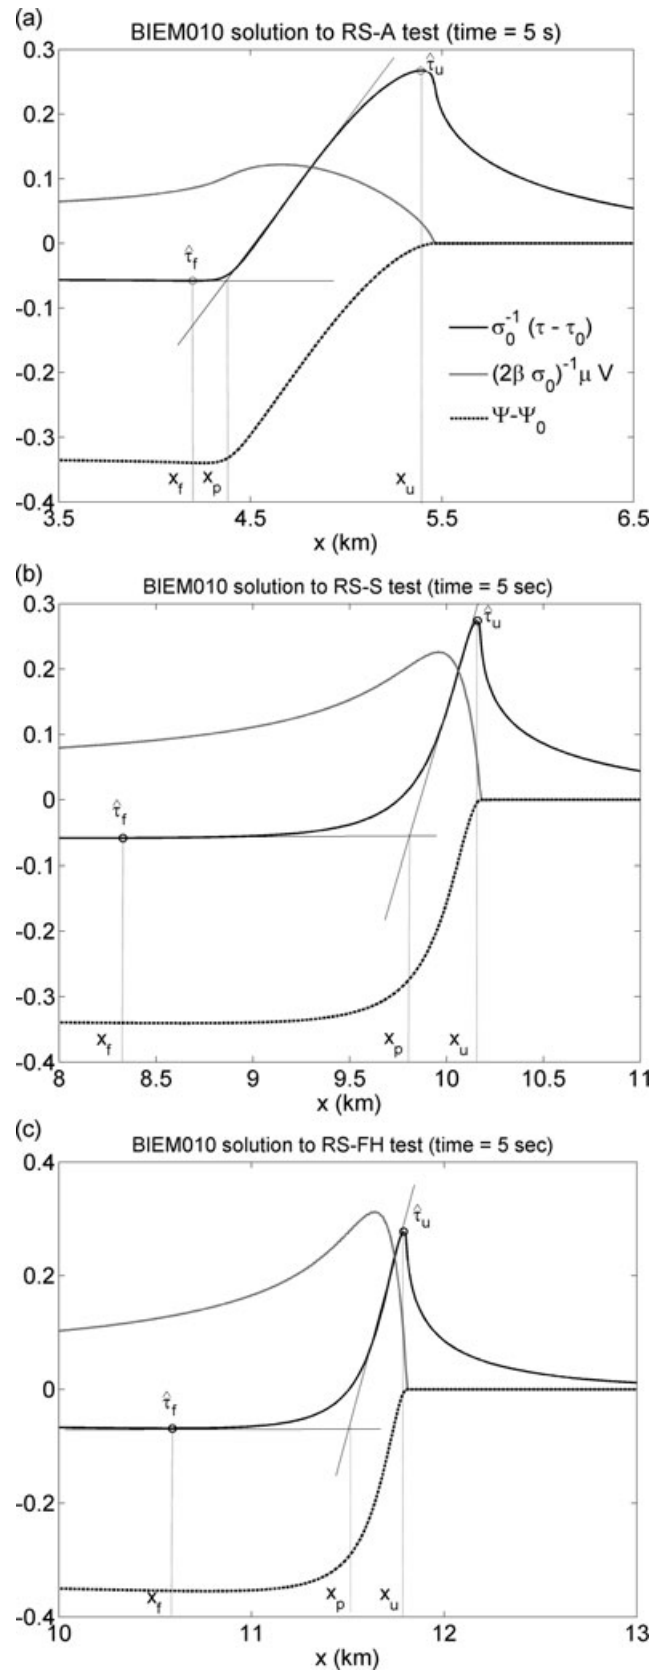 (a)
BIEM010 solution to RS-A test (time = 5 s)
0.3
0.2
0.1
0
-0.1
-0.2
-0.3
-0.4
τ̂u
τ̂f
σ0^-1 (τ - τ0)
(2β σ0)^-1 μ V
Ψ-Ψ0
xf xp xu
3.5 4.5 5.5 6.5
x (km)
(b)
BIEM010 solution to RS-S test (time = 5 sec)
0.3
0.2
0.1
0
-0.1
-0.2
-0.3
-0.4
τ̂u
τ̂f
xf xp xu
8 8.5 9 9.5 10 10.5 11
x (km)
(c)
BIEM010 solution to RS-FH test (time = 5 sec)
0.4
0.2
0
-0.2
-0.4
τ̂u
τ̂f
xf xp xu
10 11 12 13
x (km)